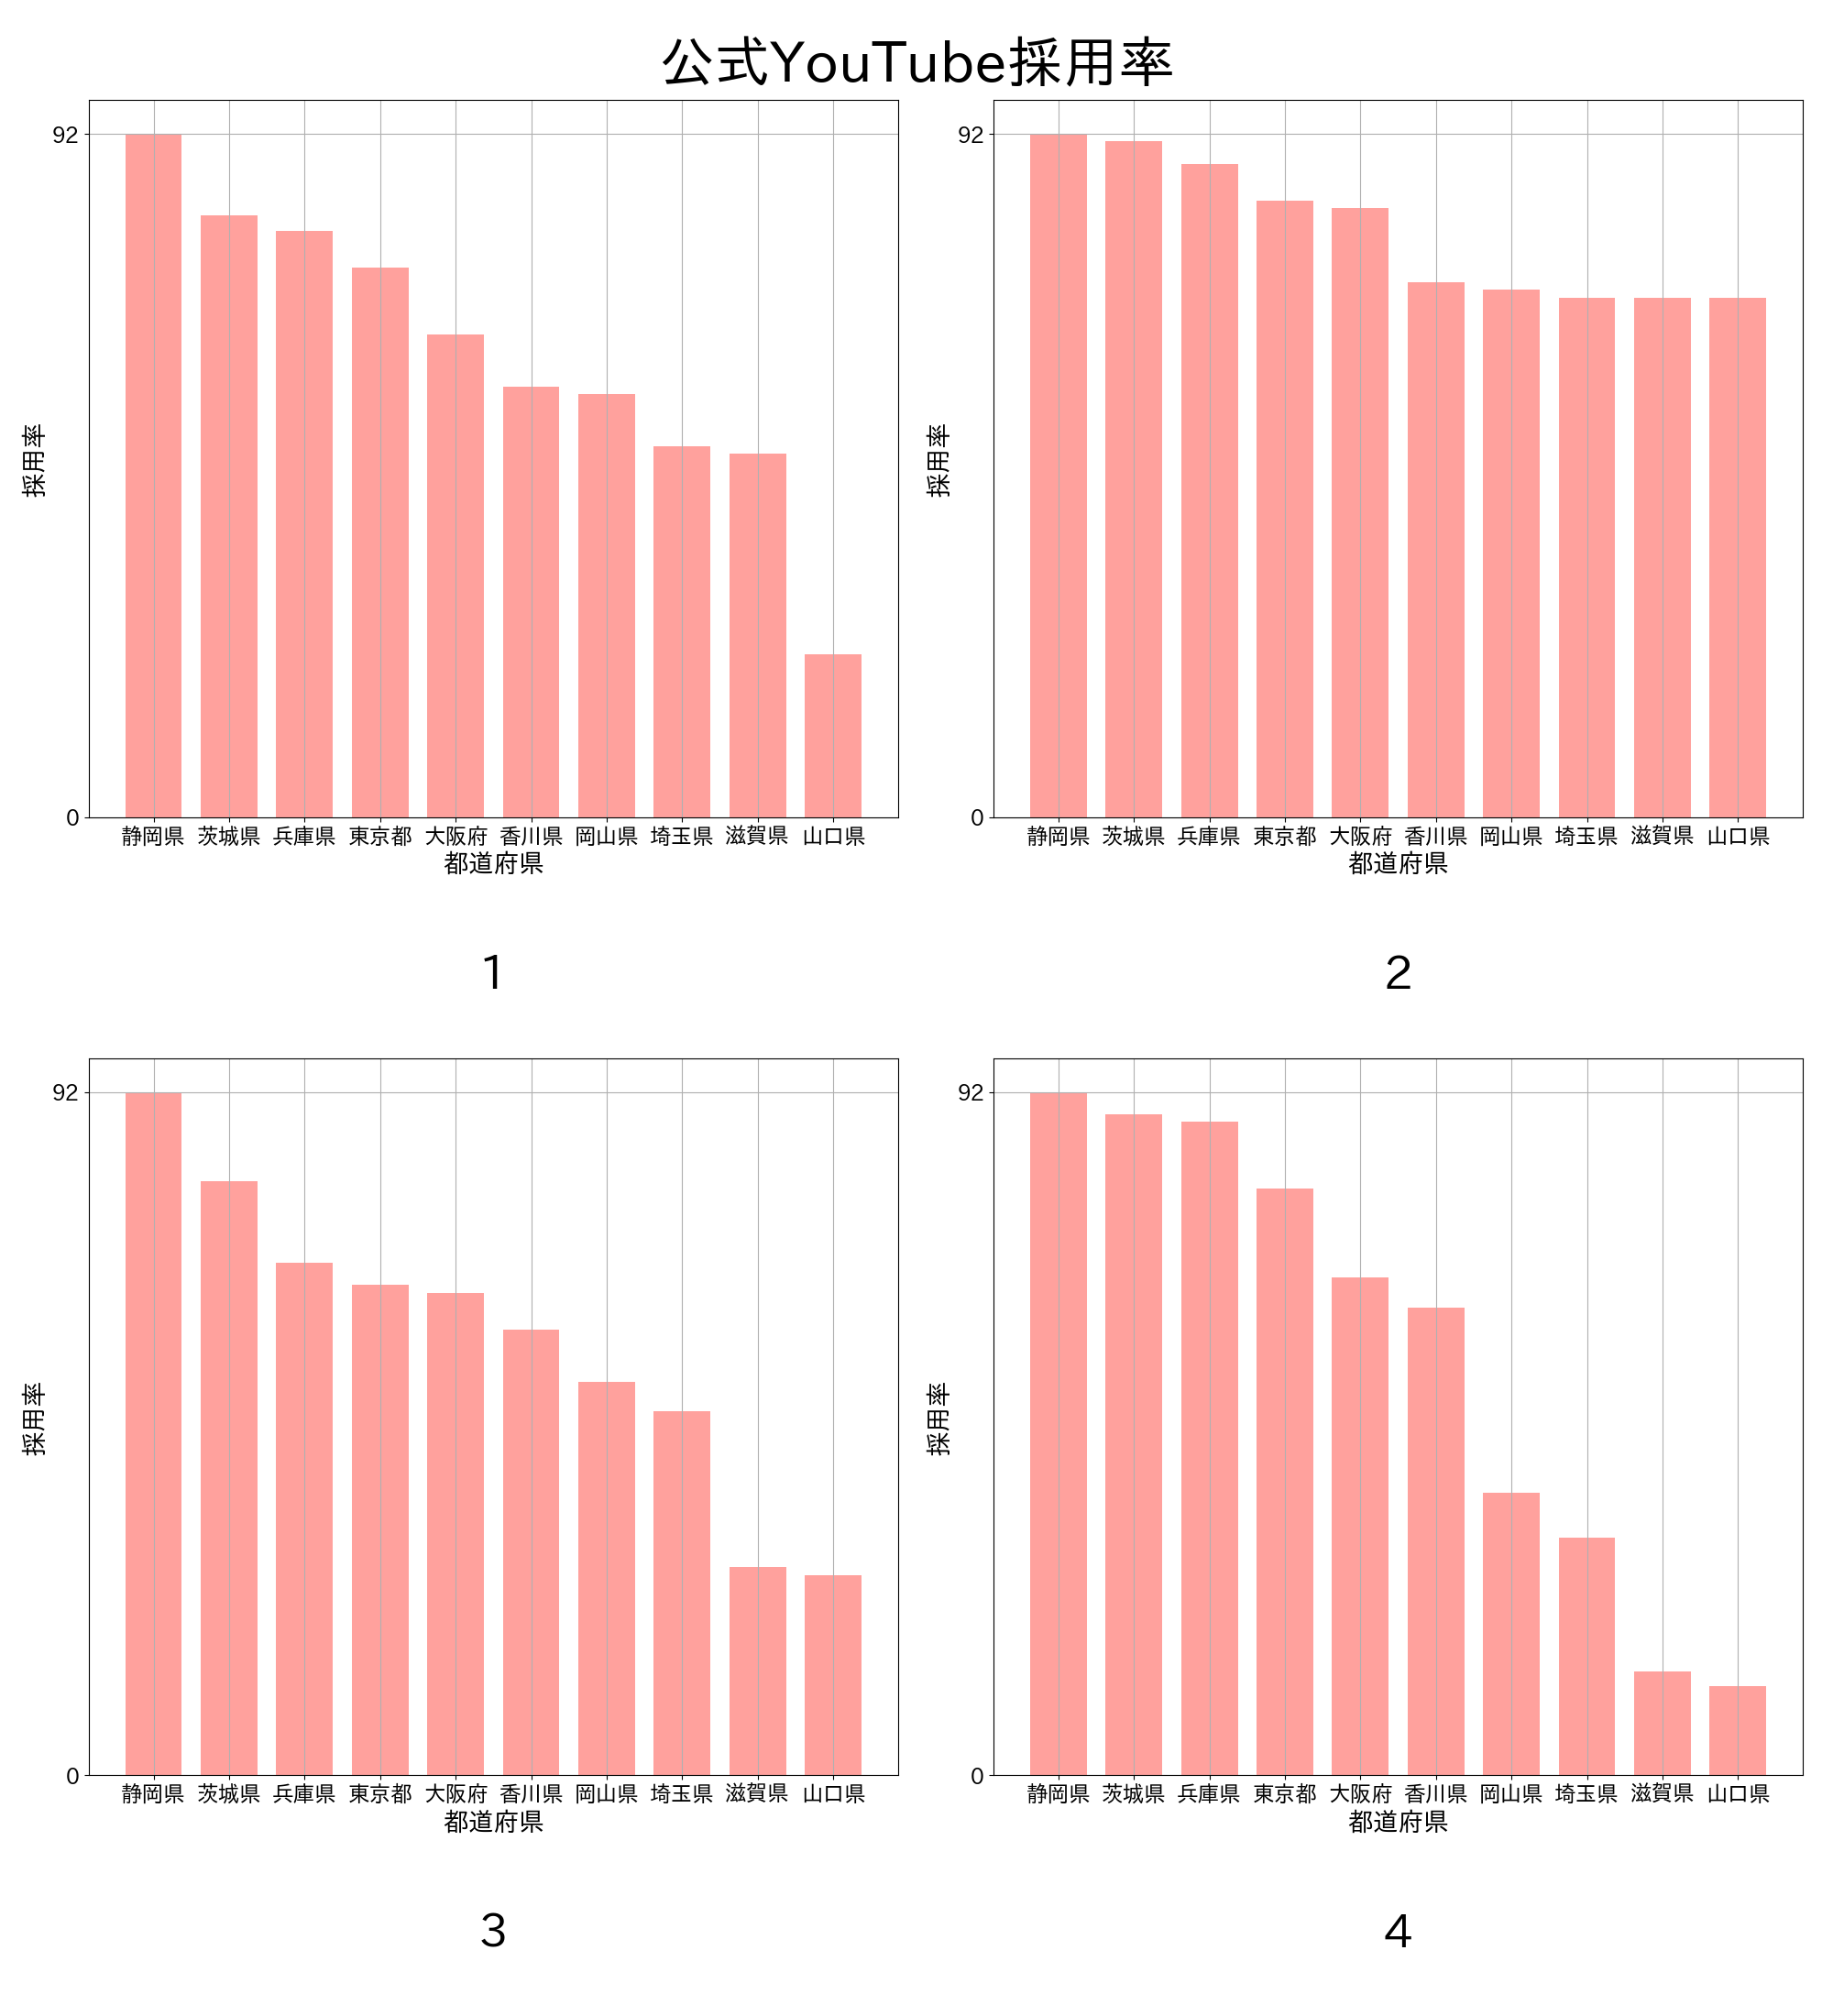 公式YouTube採用率
92
0
採用率
静岡県 茨城県 兵庫県 東京都 大阪府 香川県 岡山県 埼玉県 滋賀県 山口県
都道府県
1
92
0
採用率
静岡県 茨城県 兵庫県 東京都 大阪府 香川県 岡山県 埼玉県 滋賀県 山口県
都道府県
2
92
0
採用率
静岡県 茨城県 兵庫県 東京都 大阪府 香川県 岡山県 埼玉県 滋賀県 山口県
都道府県
3
92
0
採用率
静岡県 茨城県 兵庫県 東京都 大阪府 香川県 岡山県 埼玉県 滋賀県 山口県
都道府県
4